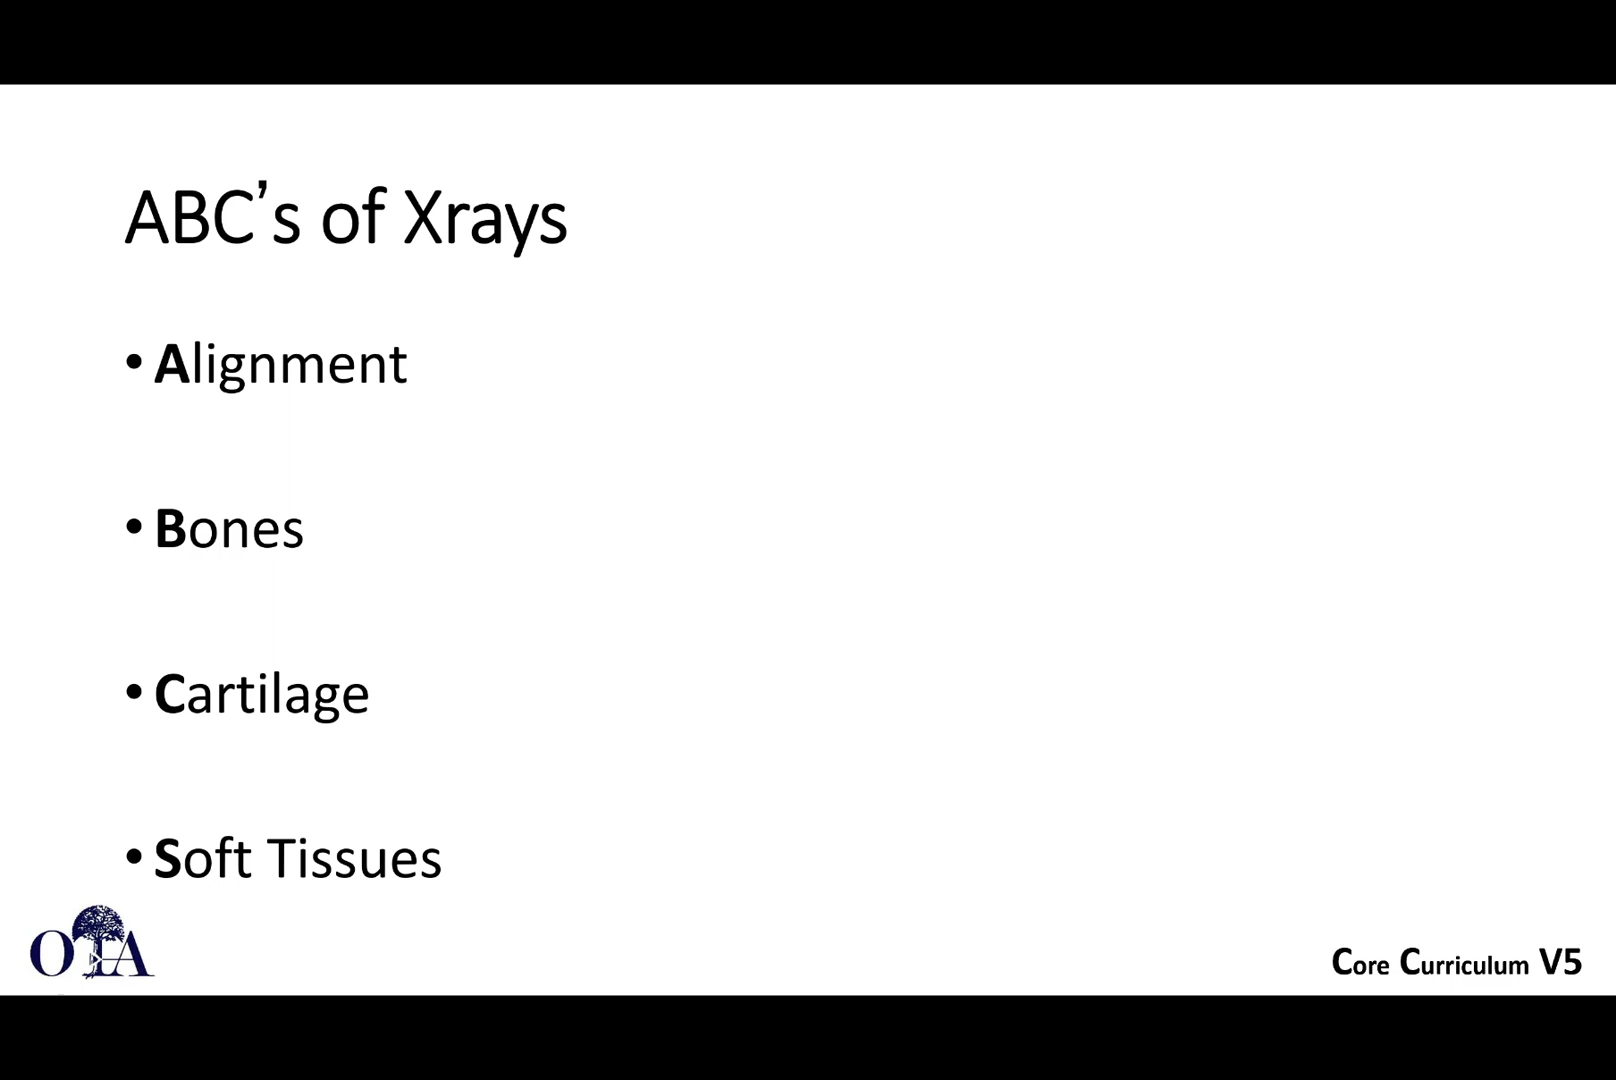 ABC’s of Xrays
• Alignment
• Bones
• Cartilage
• Soft Tissues
OTA
Core Curriculum V5